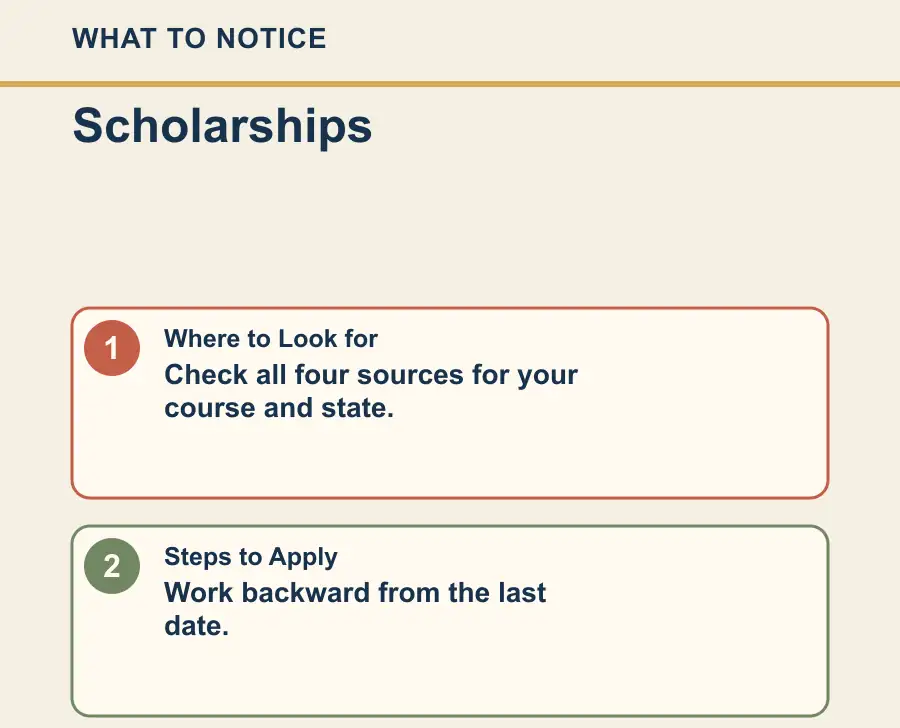 WHAT TO NOTICE
Scholarships
1
Where to Look for
Check all four sources for your
course and state.
2
Steps to Apply
Work backward from the last
date.